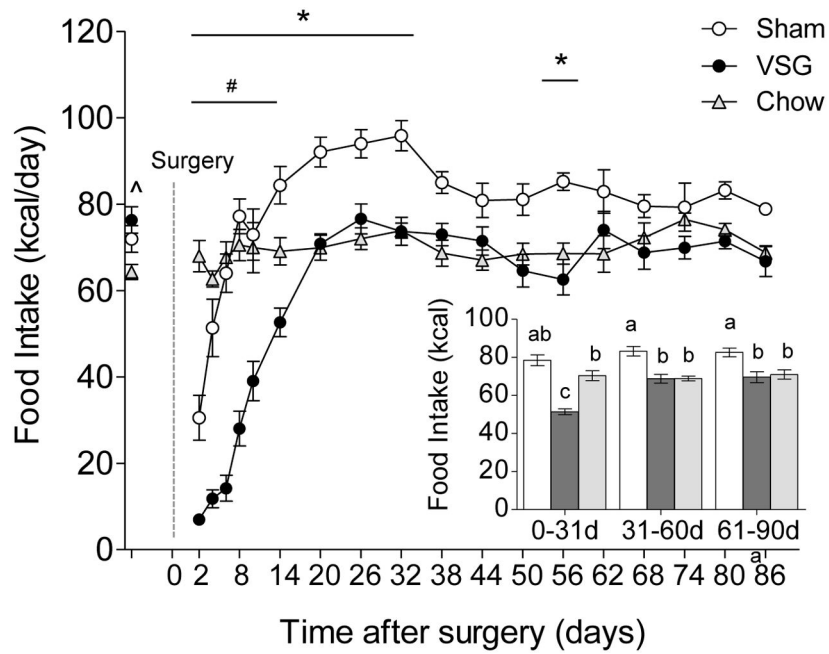 Sham
VSG
Chow
*
*
#
Surgery
^
Food Intake (kcal/day)
120
100
80
60
40
20
0
0 2 8 14 20 26 32 38 44 50 56 62 68 74 80 86
Time after surgery (days)
Food Intake (kcal)
100
80
60
40
20
0
ab c b a b b a b b
0-31d 31-60d 61-90d
a